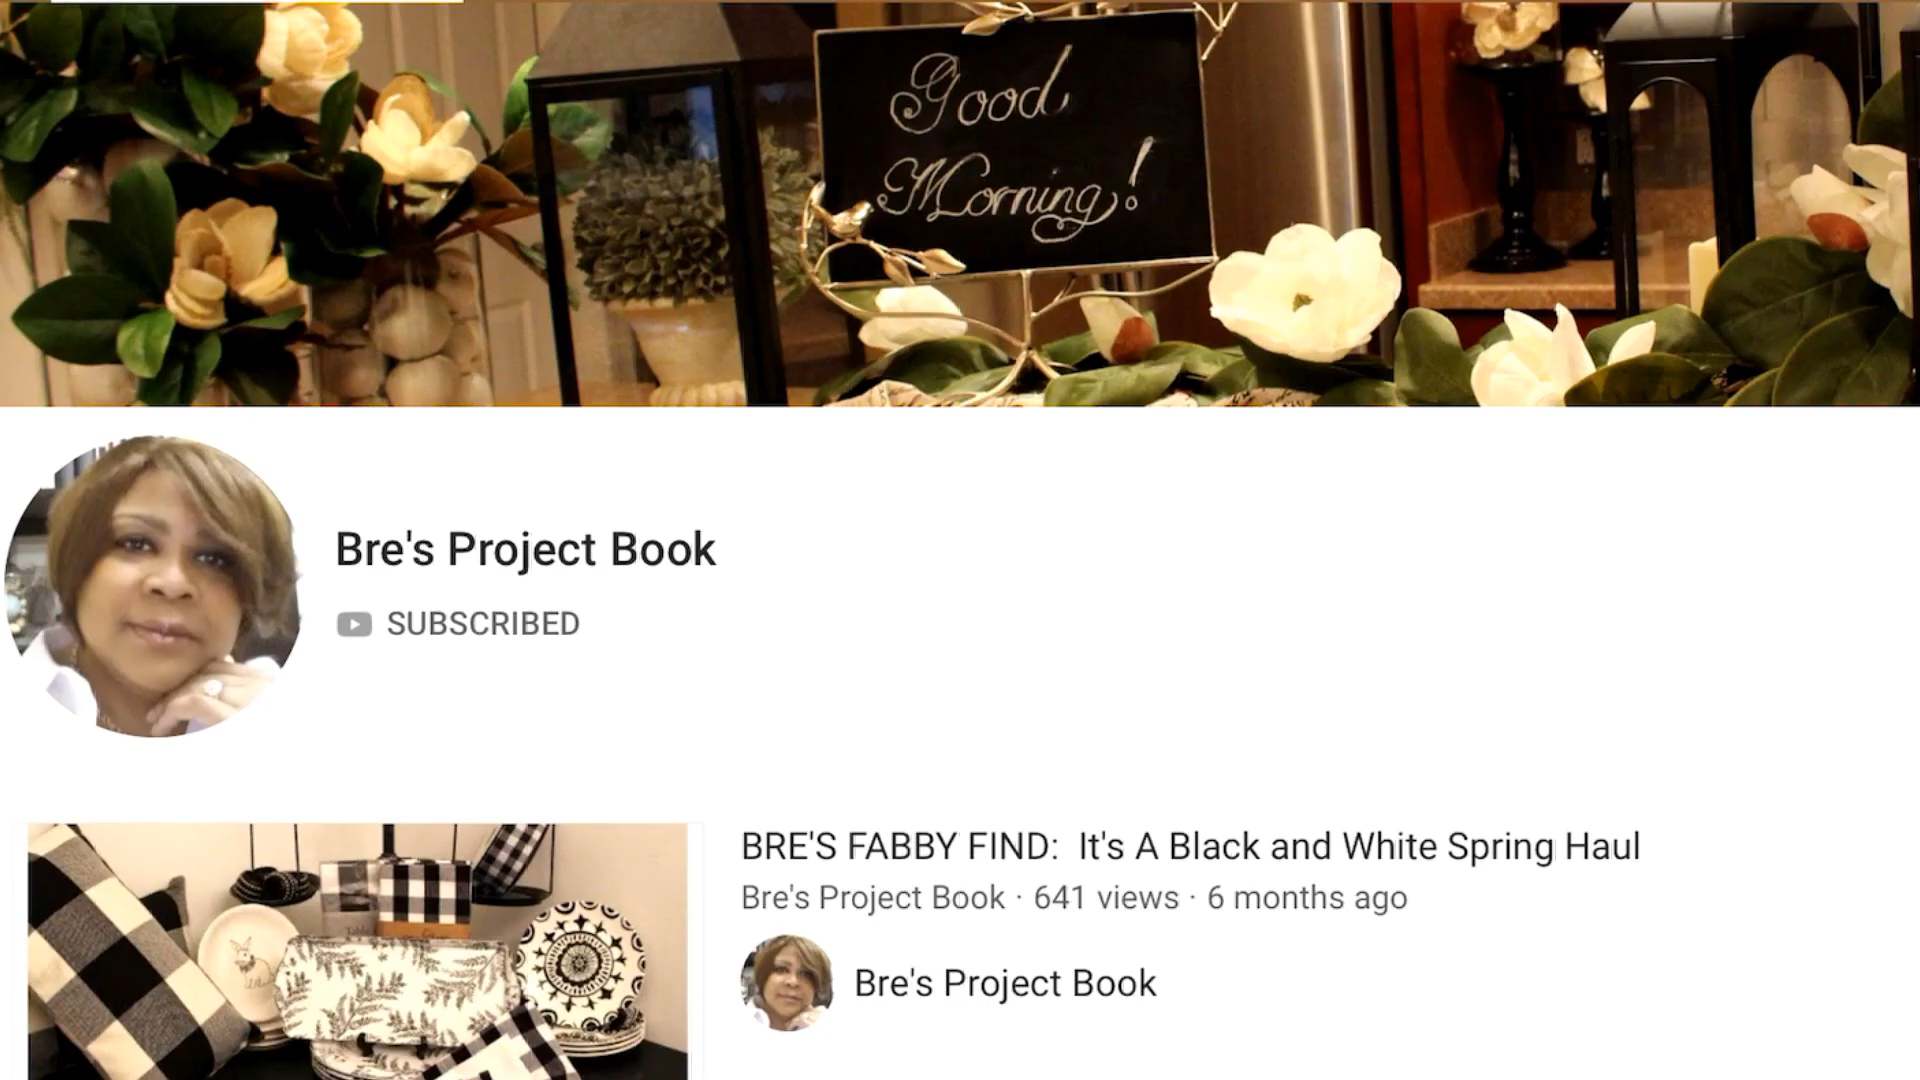 Good
Morning!
Bre's Project Book
SUBSCRIBED
BRE'S FABBY FIND: It's A Black and White Spring Haul
Bre's Project Book · 641 views · 6 months ago
Bre's Project Book